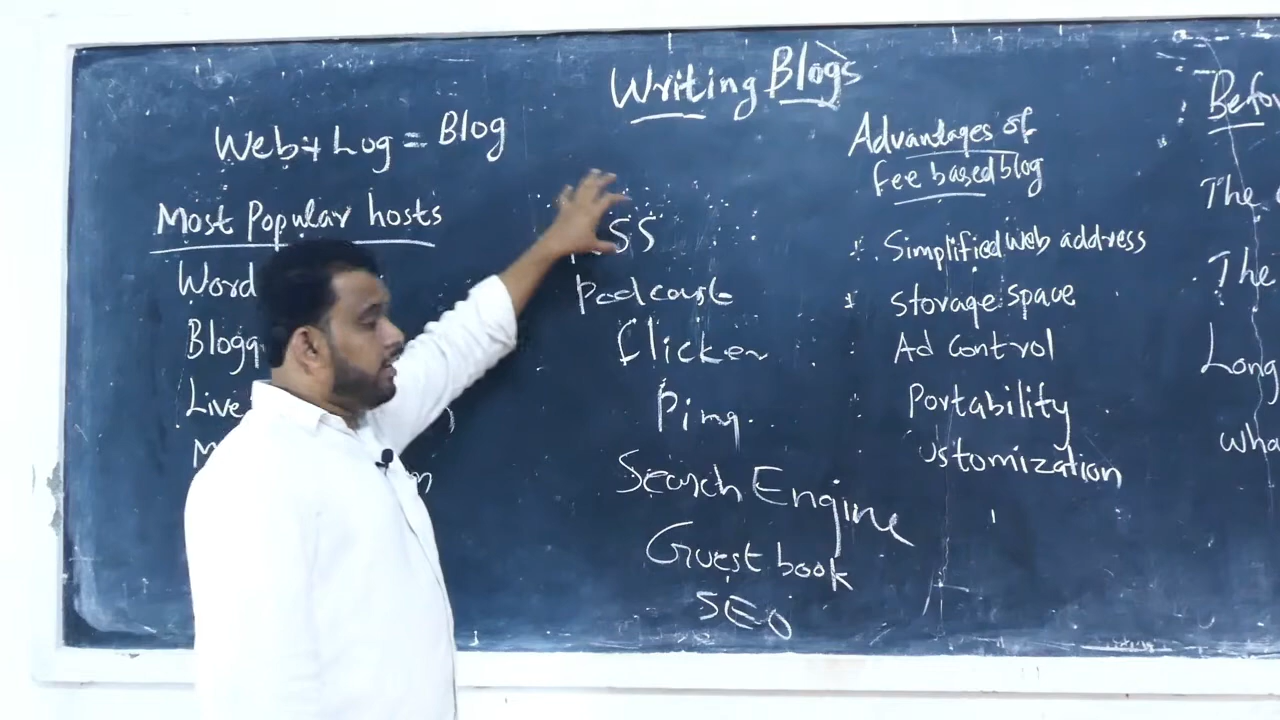 Writing Blogs
Web + Log = Blog
Most Popular hosts
Word
Blogg
Live
SS
Podcast
Flicker
Ping.
Search Engine
Guest book
SEO
Advantages of
fee based blog
Simplified web address
Storage space
Ad Control
Portability
ustomization
Befo
The
The
Long
wha